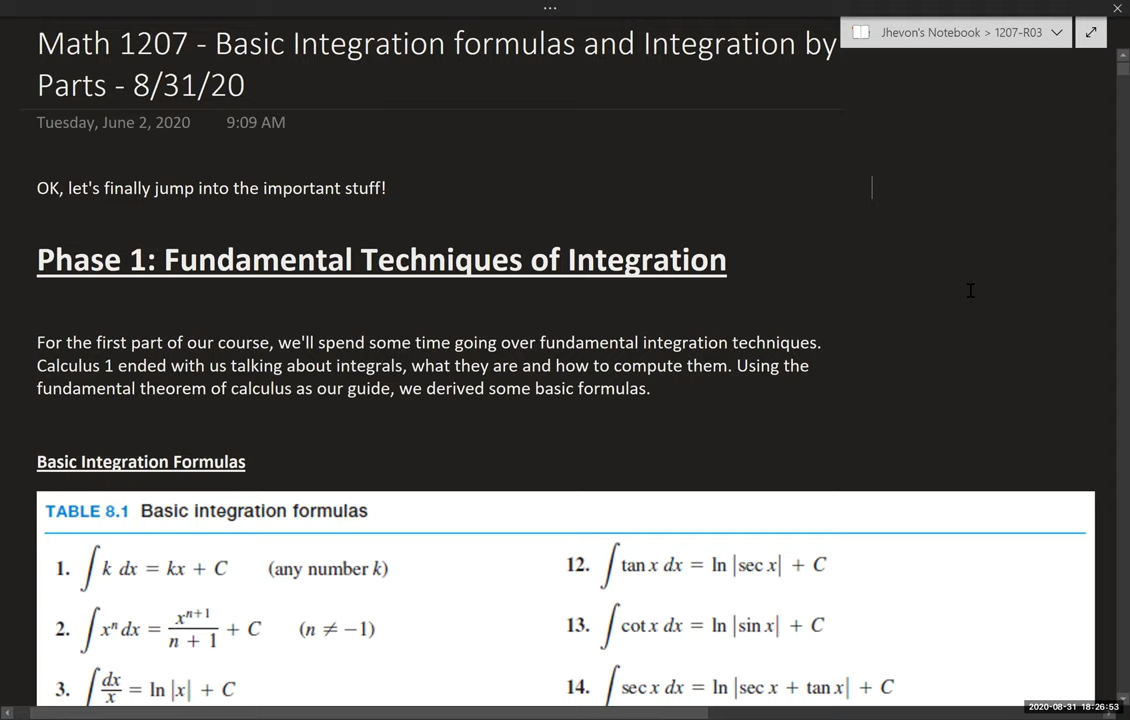 Math 1207 - Basic Integration formulas and Integration by
Parts - 8/31/20
Jhevon's Notebook > 1207-R03
Tuesday, June 2, 2020 9:09 AM
OK, let's finally jump into the important stuff!
Phase 1: Fundamental Techniques of Integration
For the first part of our course, we'll spend some time going over fundamental integration techniques.
Calculus 1 ended with us talking about integrals, what they are and how to compute them. Using the
fundamental theorem of calculus as our guide, we derived some basic formulas.
Basic Integration Formulas
TABLE 8.1 Basic integration formulas
1. ∫ k dx = kx + C (any number k)
2. ∫ xⁿ dx = xⁿ⁺¹/(n + 1) + C (n ≠ −1)
3. ∫ dx/x = ln |x| + C
12. ∫ tan x dx = ln |sec x| + C
13. ∫ cot x dx = ln |sin x| + C
14. ∫ sec x dx = ln |sec x + tan x| + C
2020-08-31 18:26:53